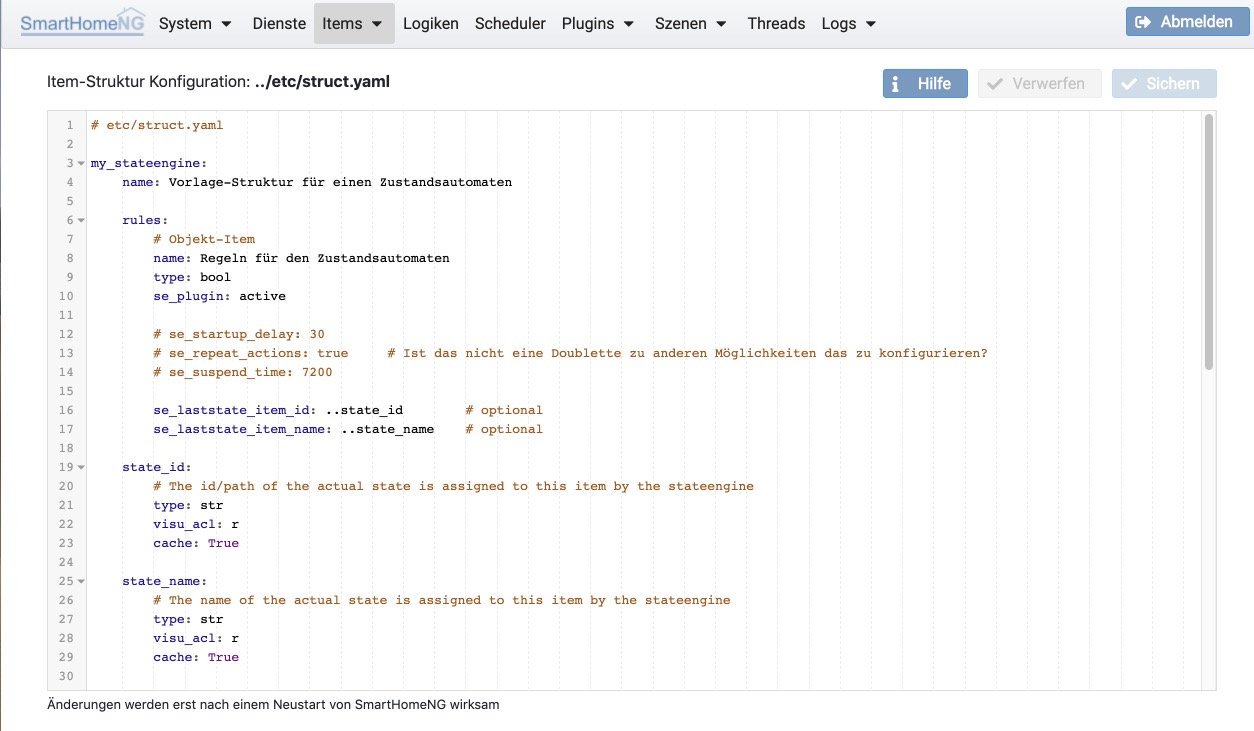 SmartHomeNG System Dienste Items Logiken Scheduler Plugins Szenen Threads Logs Abmelden
Item-Struktur Konfiguration: ../etc/struct.yaml Hilfe Verwerfen Sichern
1 # etc/struct.yaml
2
3 my_stateengine:
4 name: Vorlage-Struktur für einen Zustandsautomaten
5
6 rules:
7 # Objekt-Item
8 name: Regeln für den Zustandsautomaten
9 type: bool
10 se_plugin: active
11
12 # se_startup_delay: 30
13 # se_repeat_actions: true # Ist das nicht eine Doublette zu anderen Möglichkeiten das zu konfigurieren?
14 # se_suspend_time: 7200
15
16 se_laststate_item_id: ..state_id # optional
17 se_laststate_item_name: ..state_name # optional
18
19 state_id:
20 # The id/path of the actual state is assigned to this item by the stateengine
21 type: str
22 visu_acl: r
23 cache: True
24
25 state_name:
26 # The name of the actual state is assigned to this item by the stateengine
27 type: str
28 visu_acl: r
29 cache: True
30
Änderungen werden erst nach einem Neustart von SmartHomeNG wirksam